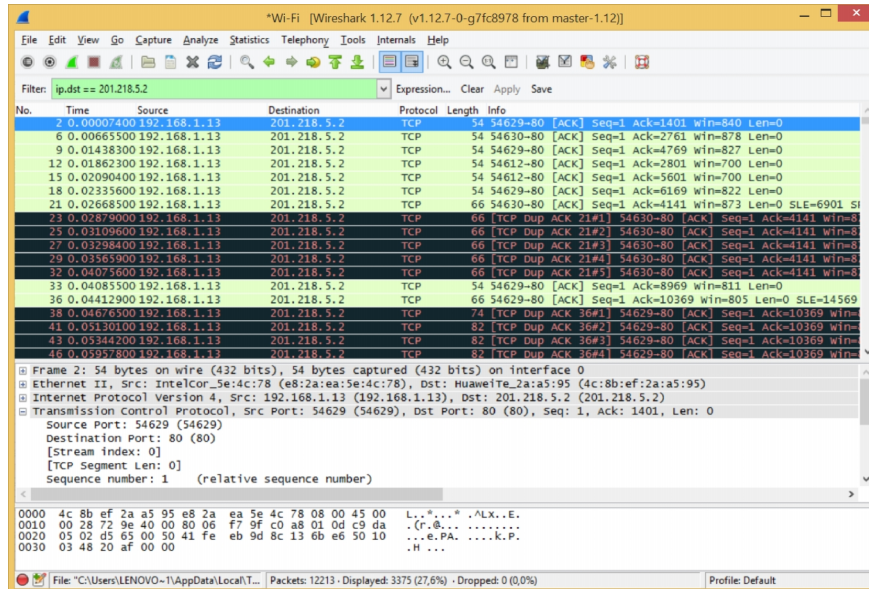 *Wi-Fi [Wireshark 1.12.7 (v1.12.7-0-g7fc8978 from master-1.12)]
File Edit View Go Capture Analyze Statistics Telephony Tools Internals Help
Filter: ip.dst == 201.218.5.2 Expression... Clear Apply Save
No. Time Source Destination Protocol Length Info
2 0.00007400 192.168.1.13 201.218.5.2 TCP 54 54629→80 [ACK] Seq=1 Ack=1401 Win=840 Len=0
6 0.00665500 192.168.1.13 201.218.5.2 TCP 54 54630→80 [ACK] Seq=1 Ack=2761 Win=878 Len=0
9 0.01438300 192.168.1.13 201.218.5.2 TCP 54 54629→80 [ACK] Seq=1 Ack=4769 Win=827 Len=0
12 0.01862300 192.168.1.13 201.218.5.2 TCP 54 54612→80 [ACK] Seq=1 Ack=2801 Win=700 Len=0
15 0.02090400 192.168.1.13 201.218.5.2 TCP 54 54612→80 [ACK] Seq=1 Ack=5601 Win=700 Len=0
18 0.02335600 192.168.1.13 201.218.5.2 TCP 54 54629→80 [ACK] Seq=1 Ack=6169 Win=822 Len=0
21 0.02668500 192.168.1.13 201.218.5.2 TCP 66 54630→80 [ACK] Seq=1 Ack=4141 Win=873 Len=0 SLE=6901 S
23 0.02879000 192.168.1.13 201.218.5.2 TCP 66 [TCP Dup ACK 21#1] 54630→80 [ACK] Seq=1 Ack=4141 Win=8
25 0.03109600 192.168.1.13 201.218.5.2 TCP 66 [TCP Dup ACK 21#2] 54630→80 [ACK] Seq=1 Ack=4141 Win=8
27 0.03298400 192.168.1.13 201.218.5.2 TCP 66 [TCP Dup ACK 21#3] 54630→80 [ACK] Seq=1 Ack=4141 Win=8
29 0.03565900 192.168.1.13 201.218.5.2 TCP 66 [TCP Dup ACK 21#4] 54630→80 [ACK] Seq=1 Ack=4141 Win=8
32 0.04075600 192.168.1.13 201.218.5.2 TCP 66 [TCP Dup ACK 21#5] 54630→80 [ACK] Seq=1 Ack=4141 Win=8
33 0.04085500 192.168.1.13 201.218.5.2 TCP 54 54629→80 [ACK] Seq=1 Ack=8969 Win=811 Len=0
36 0.04412900 192.168.1.13 201.218.5.2 TCP 66 54629→80 [ACK] Seq=1 Ack=10369 Win=805 Len=0 SLE=14569
38 0.04676500 192.168.1.13 201.218.5.2 TCP 74 [TCP Dup ACK 36#1] 54629→80 [ACK] Seq=1 Ack=10369 Win=
41 0.05130100 192.168.1.13 201.218.5.2 TCP 82 [TCP Dup ACK 36#2] 54629→80 [ACK] Seq=1 Ack=10369 Win=
43 0.05344200 192.168.1.13 201.218.5.2 TCP 82 [TCP Dup ACK 36#3] 54629→80 [ACK] Seq=1 Ack=10369 Win=
46 0.05957800 192.168.1.13 201.218.5.2 TCP 82 [TCP Dup ACK 36#4] 54629→80 [ACK] Seq=1 Ack=10369 Win=
Frame 2: 54 bytes on wire (432 bits), 54 bytes captured (432 bits) on interface 0
Ethernet II, Src: IntelCor_5e:4c:78 (e8:2a:ea:5e:4c:78), Dst: HuaweiTe_2a:a5:95 (4c:8b:ef:2a:a5:95)
Internet Protocol Version 4, Src: 192.168.1.13 (192.168.1.13), Dst: 201.218.5.2 (201.218.5.2)
Transmission Control Protocol, Src Port: 54629 (54629), Dst Port: 80 (80), Seq: 1, Ack: 1401, Len: 0
Source Port: 54629 (54629)
Destination Port: 80 (80)
[Stream index: 0]
[TCP Segment Len: 0]
Sequence number: 1 (relative sequence number)
0000 4c 8b ef 2a a5 95 e8 2a ea 5e 4c 78 08 00 45 00 L..*...* .^Lx..E.
0010 00 28 72 9e 40 00 80 06 f7 9f c0 a8 01 0d c9 da .(r.@... ........
0020 05 02 d5 65 00 50 41 fe eb 9d 8c 13 6b e6 50 10 ...e.PA. ....k.P.
0030 03 48 20 af 00 00 .H ...
File: "C:\Users\LENOVO~1\AppData\Local\T... Packets: 12213 · Displayed: 3375 (27,6%) · Dropped: 0 (0,0%) Profile: Default